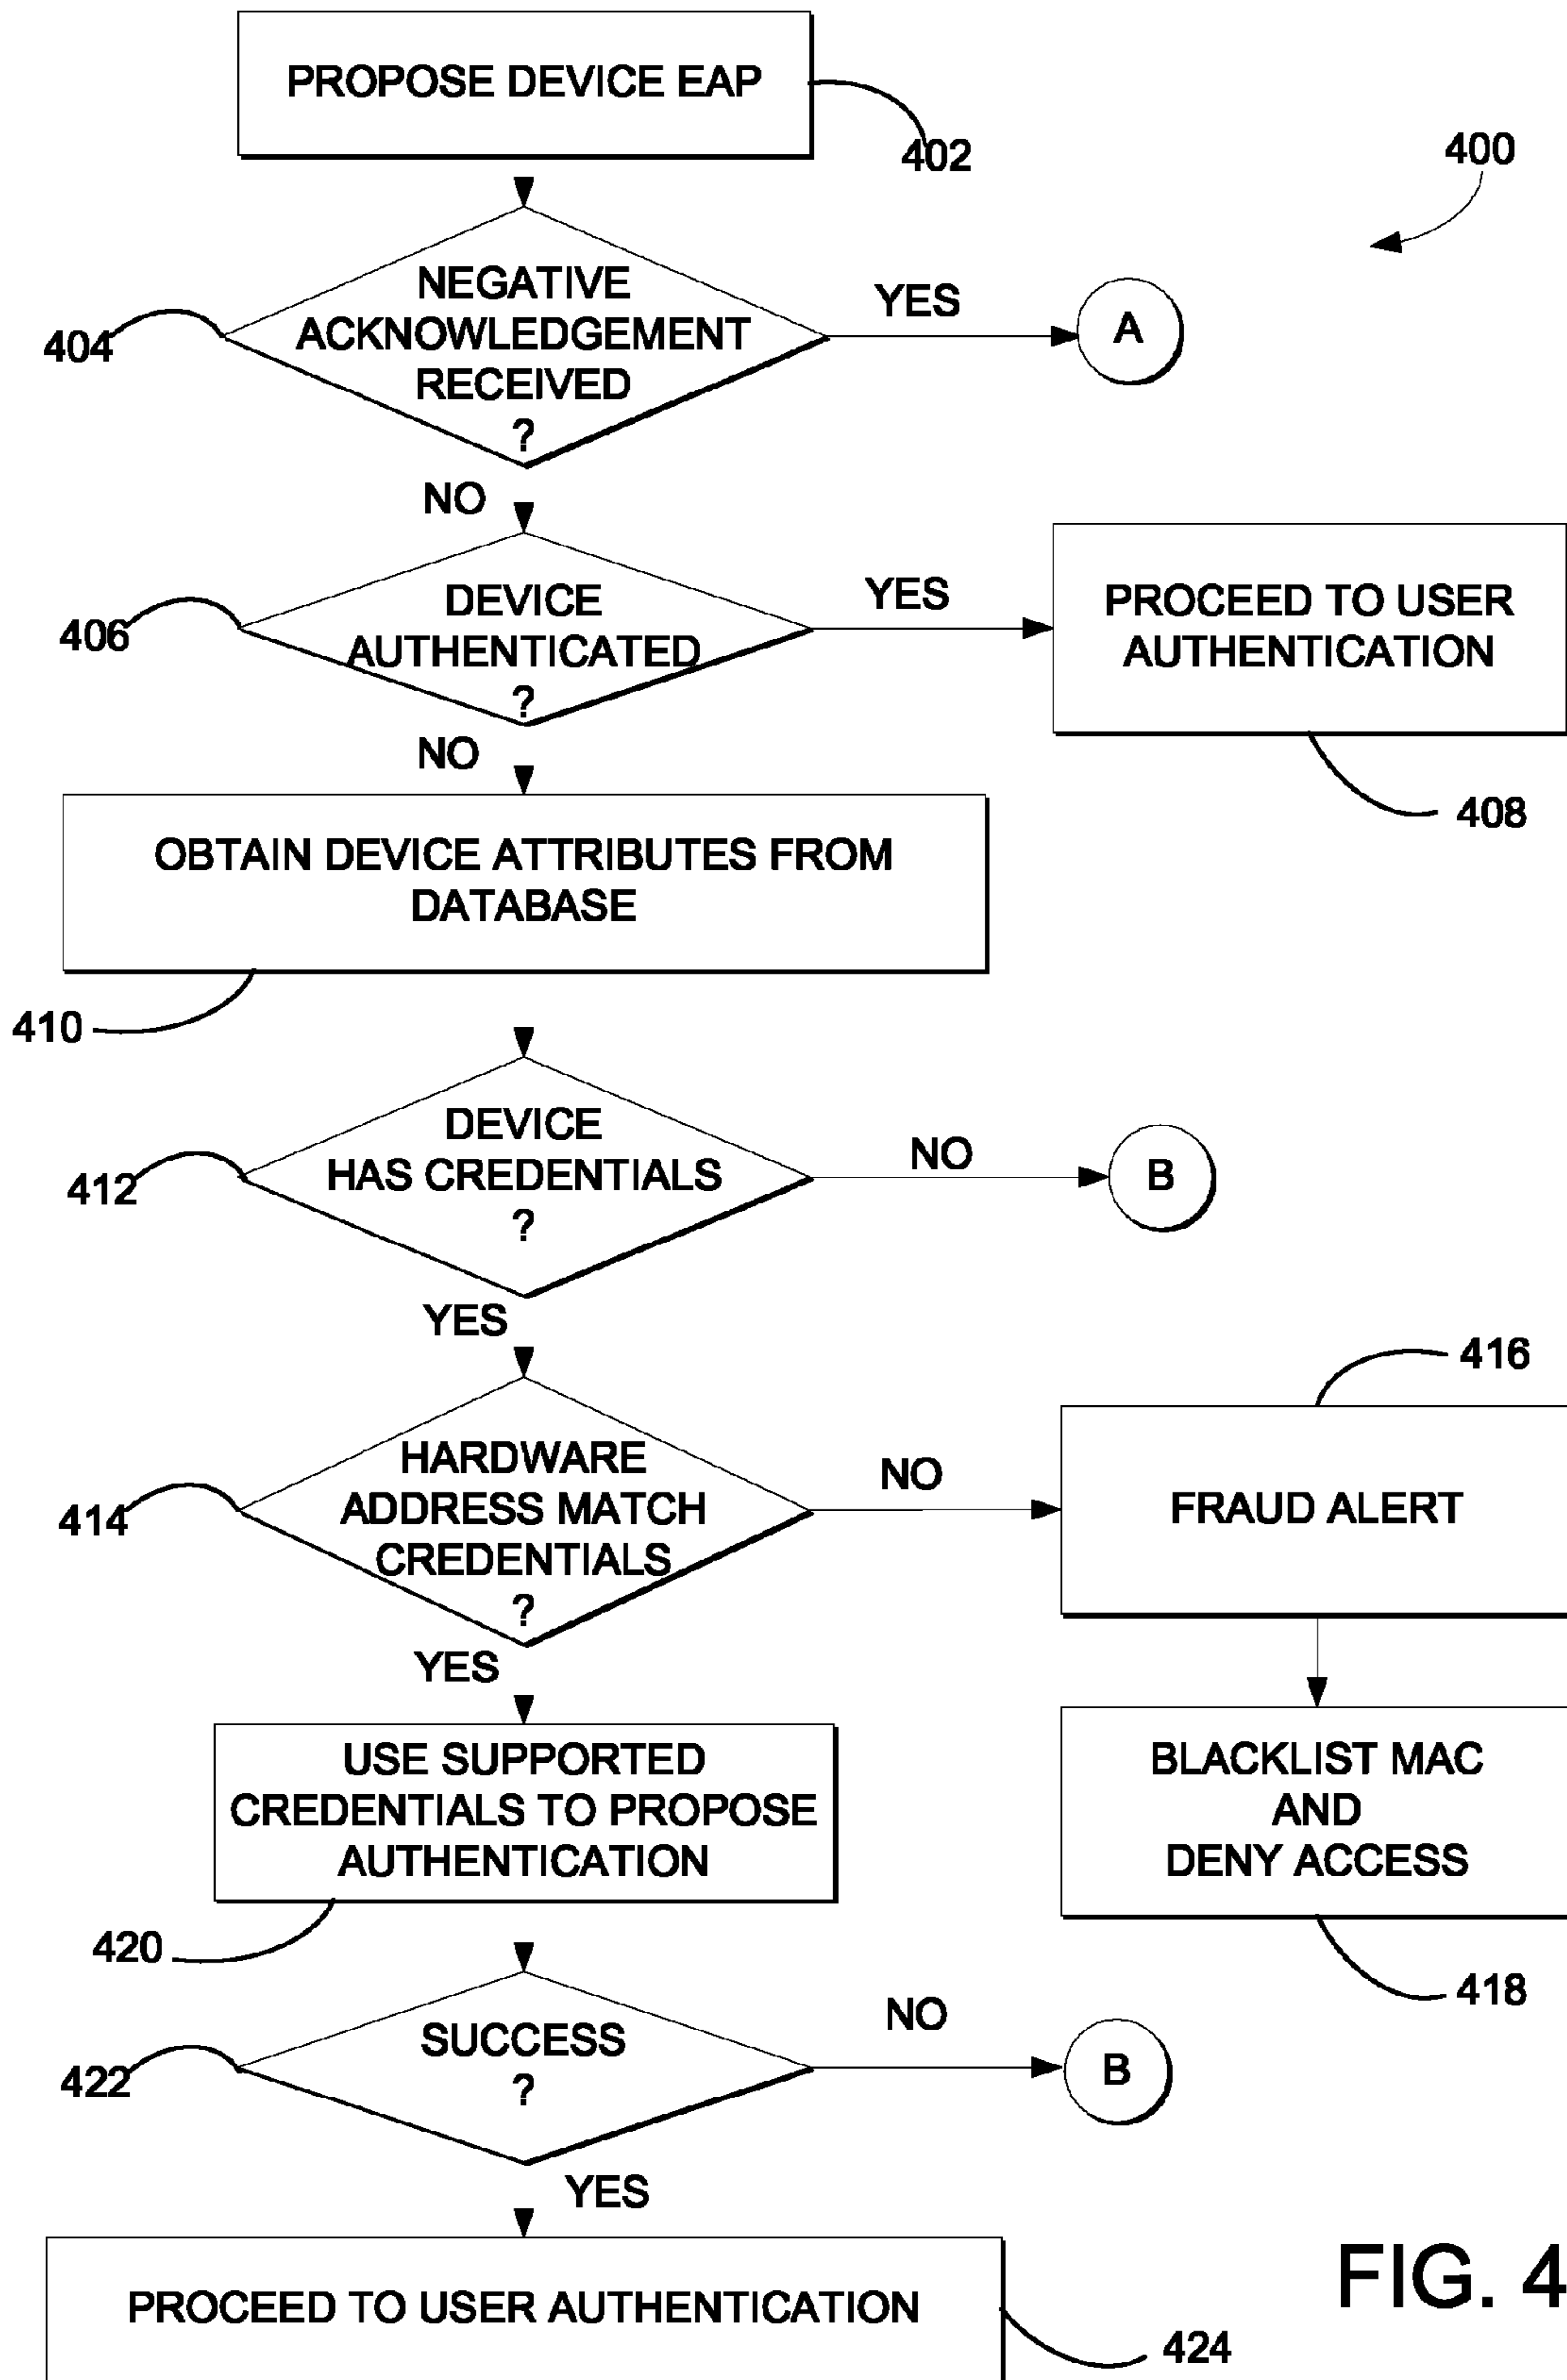 PROPOSE DEVICE EAP
402
400
NEGATIVE
ACKNOWLEDGEMENT
RECEIVED
?
404
YES
A
NO
DEVICE
AUTHENTICATED
?
406
YES
PROCEED TO USER
AUTHENTICATION
408
NO
OBTAIN DEVICE ATTRIBUTES FROM
DATABASE
410
DEVICE
HAS CREDENTIALS
?
412
NO
B
YES
HARDWARE
ADDRESS MATCH
CREDENTIALS
?
414
NO
416
FRAUD ALERT
YES
BLACKLIST MAC
AND
DENY ACCESS
418
USE SUPPORTED
CREDENTIALS TO PROPOSE
AUTHENTICATION
420
SUCCESS
?
422
NO
B
YES
PROCEED TO USER AUTHENTICATION
424
FIG. 4